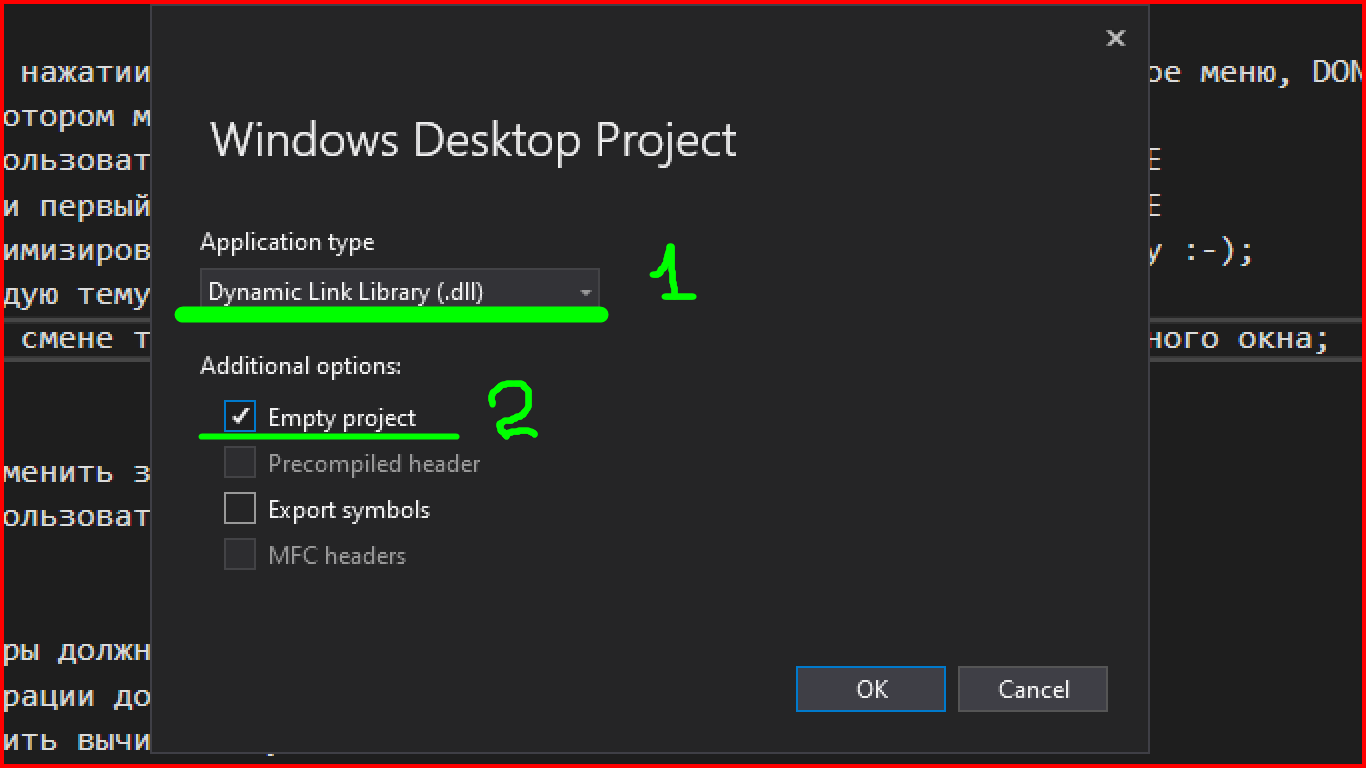 нажатии
ое меню, DON
отором м
Windows Desktop Project
ользоват
E
и первый
E
Application type
имизиров
у :-);
1
дую тему
Dynamic Link Library (.dll)
смене т
ного окна;
Additional options:
2
Empty project
Precompiled header
менить з
Export symbols
ользоват
MFC headers
ры должн
рации до
OK
Cancel
ить вычи